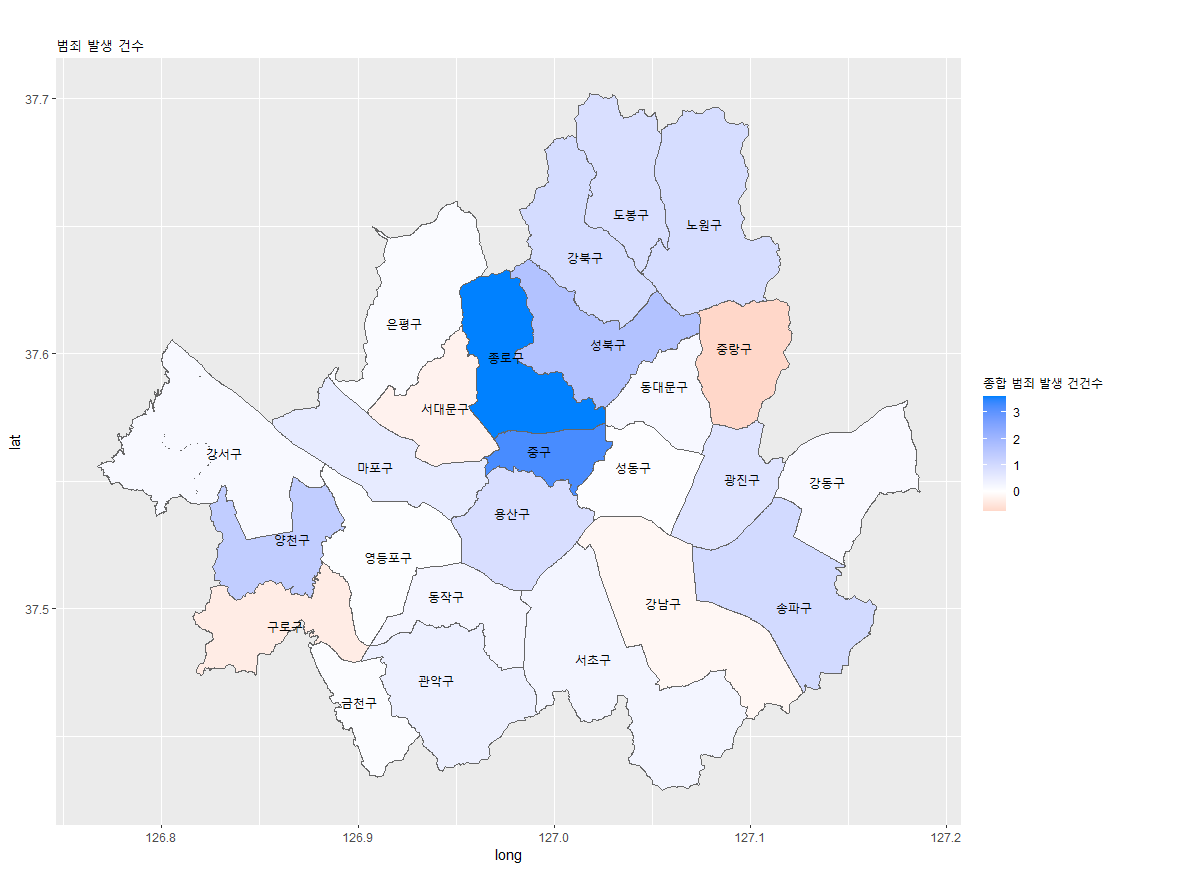 범죄 발생 건수
37.7
37.6
37.5
lat
도봉구
노원구
강북구
은평구
성북구
중랑구
종로구
동대문구
서대문구
중구
강서구
마포구
성동구
광진구
강동구
용산구
양천구
영등포구
동작구
강남구
송파구
구로구
서초구
관악구
금천구
126.8
126.9
127.0
127.1
127.2
long
종합 범죄 발생 건건수
3
2
1
0